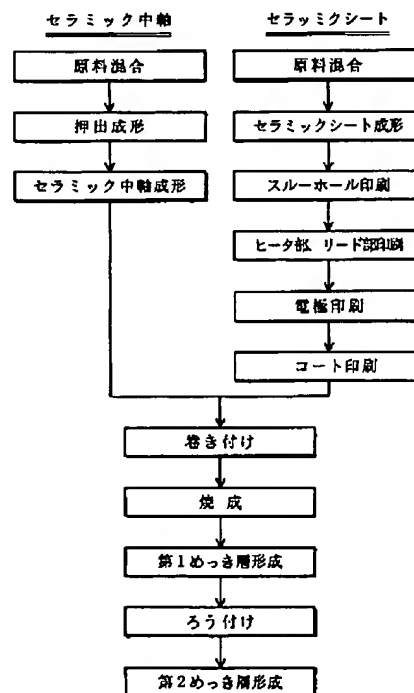 セラミック中軸
原料混合
押出成形
セラミック中軸成形
セラッミクシート
原料混合
セラミックシート成形
スルーホール印刷
ヒータ部、リード部印刷
電極印刷
コート印刷
巻き付け
焼成
第1めっき層形成
ろう付け
第2めっき層形成